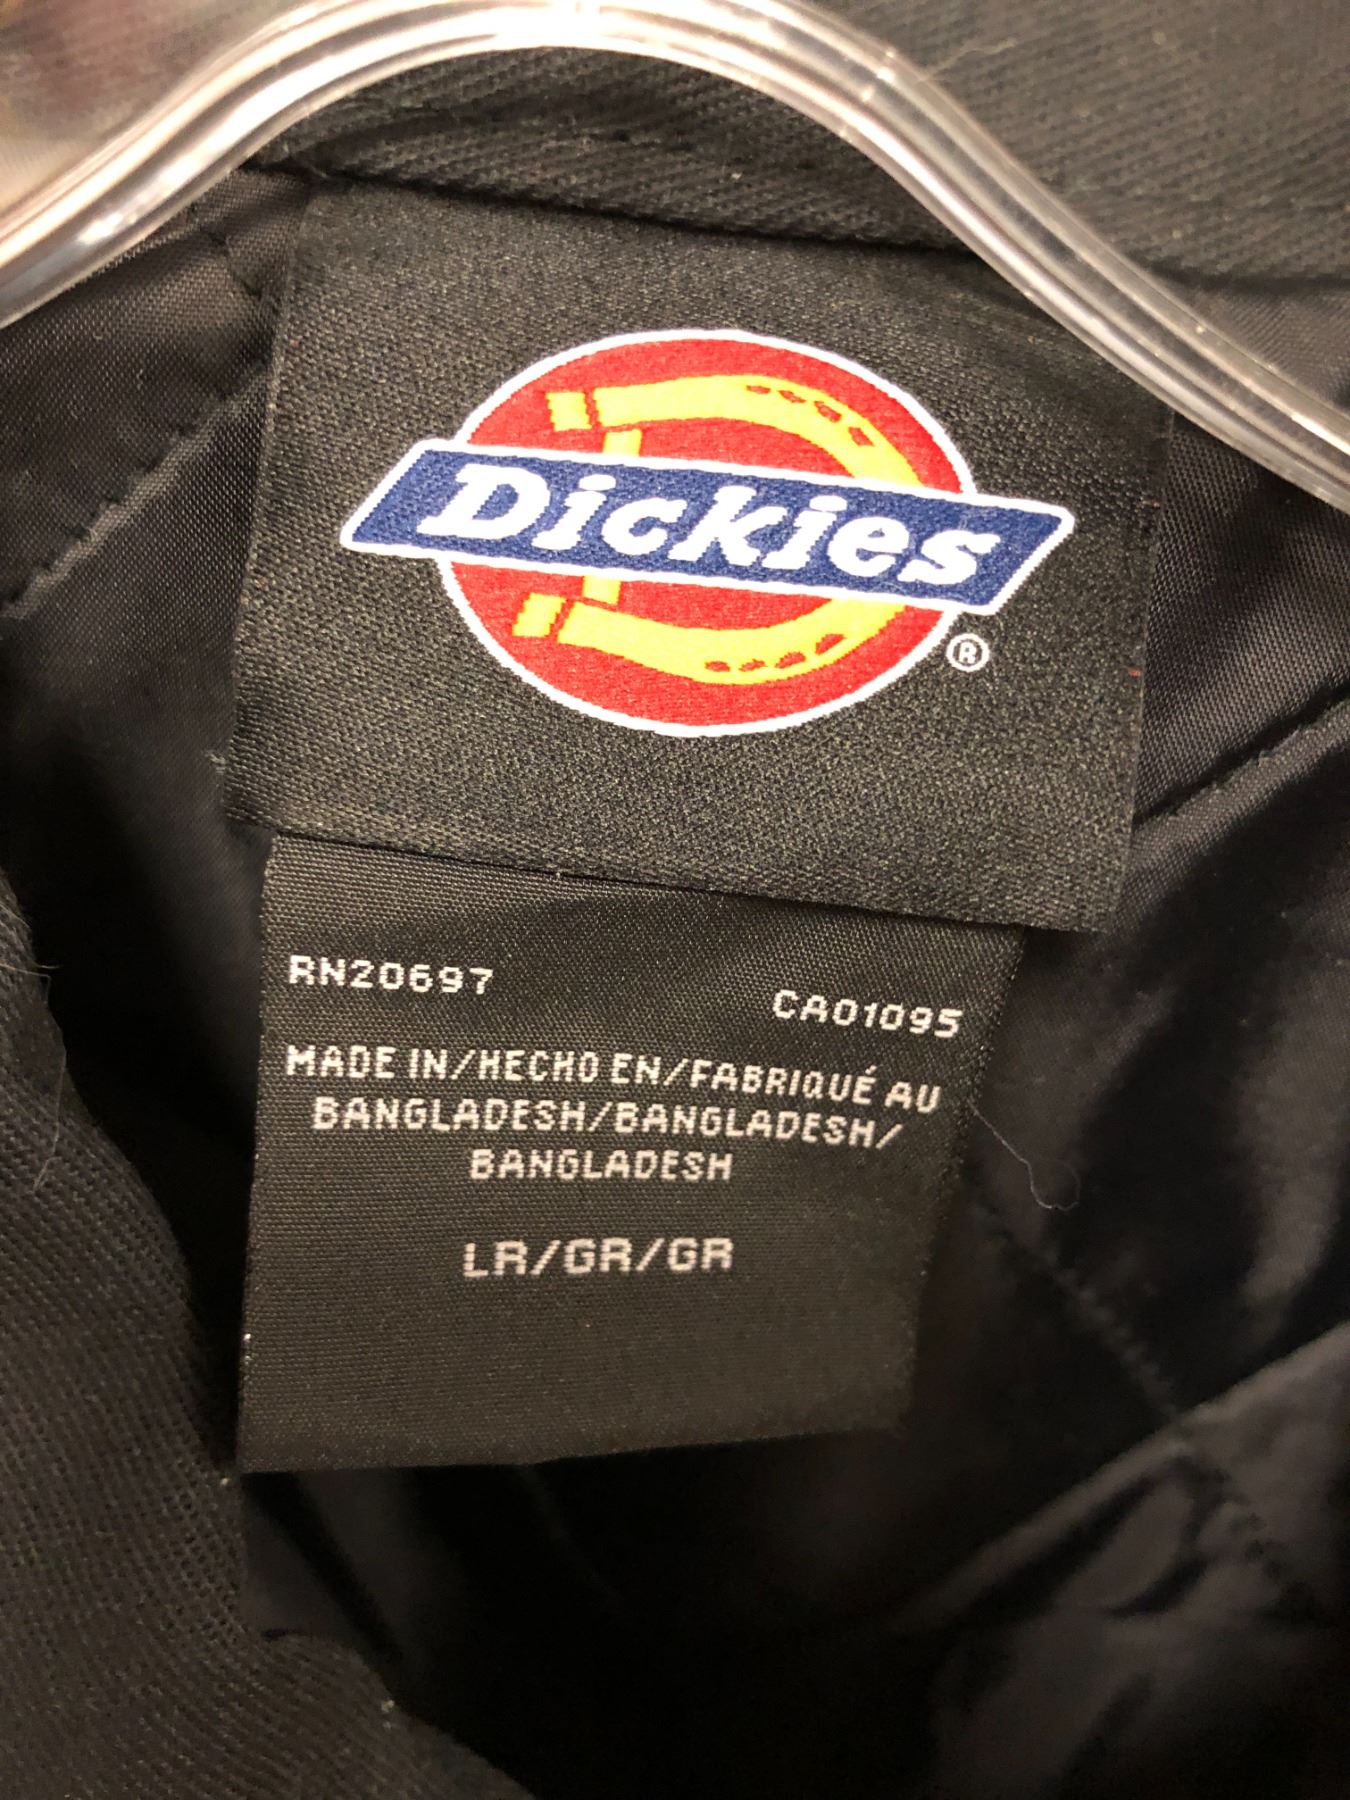 Dickies
®
RN20697
CA01095
MADE IN/HECHO EN/FABRIQUÉ AU
BANGLADESH/BANGLADESH/
BANGLADESH
LR/GR/GR